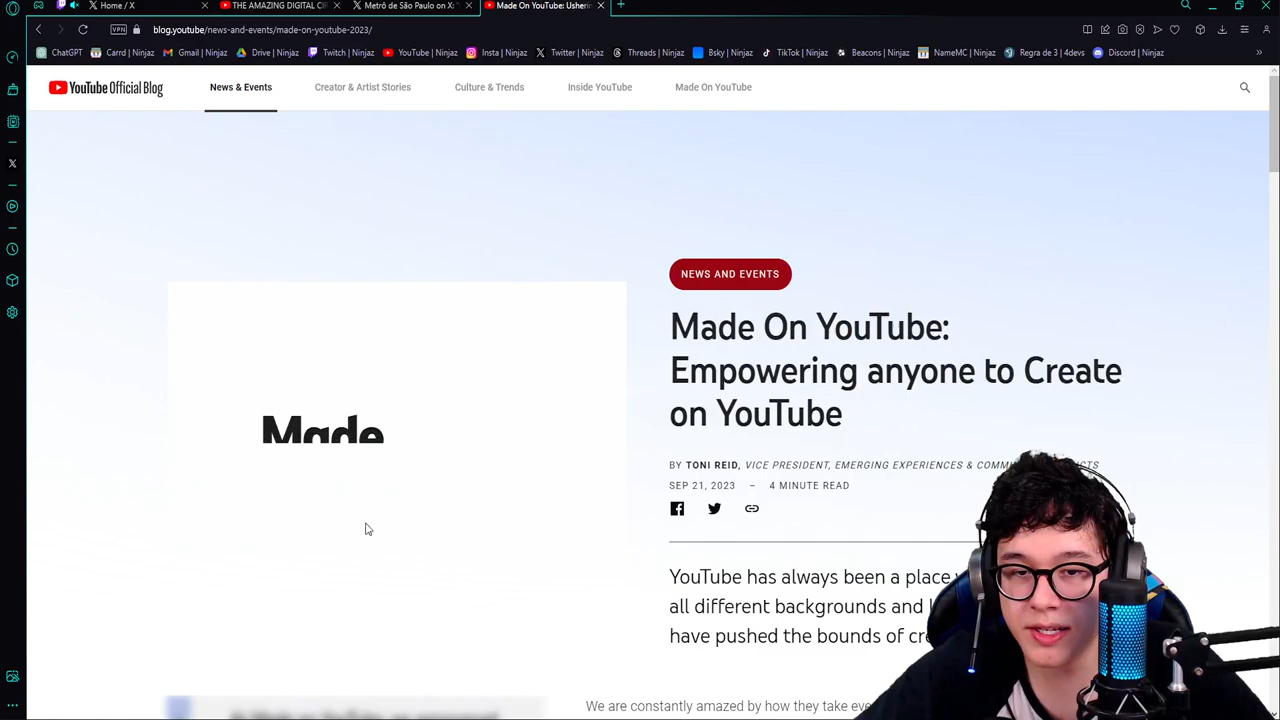 Home / X
THE AMAZING DIGITAL CI
Metrô de São Paulo on X: "
Made On YouTube: Usherin
VPN
blog.youtube/news-and-events/made-on-youtube-2023/
ChatGPT
Carrd | Ninjaz
Gmail | Ninjaz
Drive | Ninjaz
Twitch | Ninjaz
YouTube | Ninjaz
Insta | Ninjaz
Twitter | Ninjaz
Threads | Ninjaz
Bsky | Ninjaz
TikTok | Ninjaz
Beacons | Ninjaz
NameMC | Ninjaz
Regra de 3 | 4devs
Discord | Ninjaz
YouTube Official Blog
News & Events
Creator & Artist Stories
Culture & Trends
Inside YouTube
Made On YouTube
NEWS AND EVENTS
Made On YouTube:
Empowering anyone to Create
on YouTube
Made
BY TONI REID, VICE PRESIDENT, EMERGING EXPERIENCES & COMM
SEP 21, 2023 – 4 MINUTE READ
YouTube has always been a place
all different backgrounds and
have pushed the bounds of cre
We are constantly amazed by how they take eve